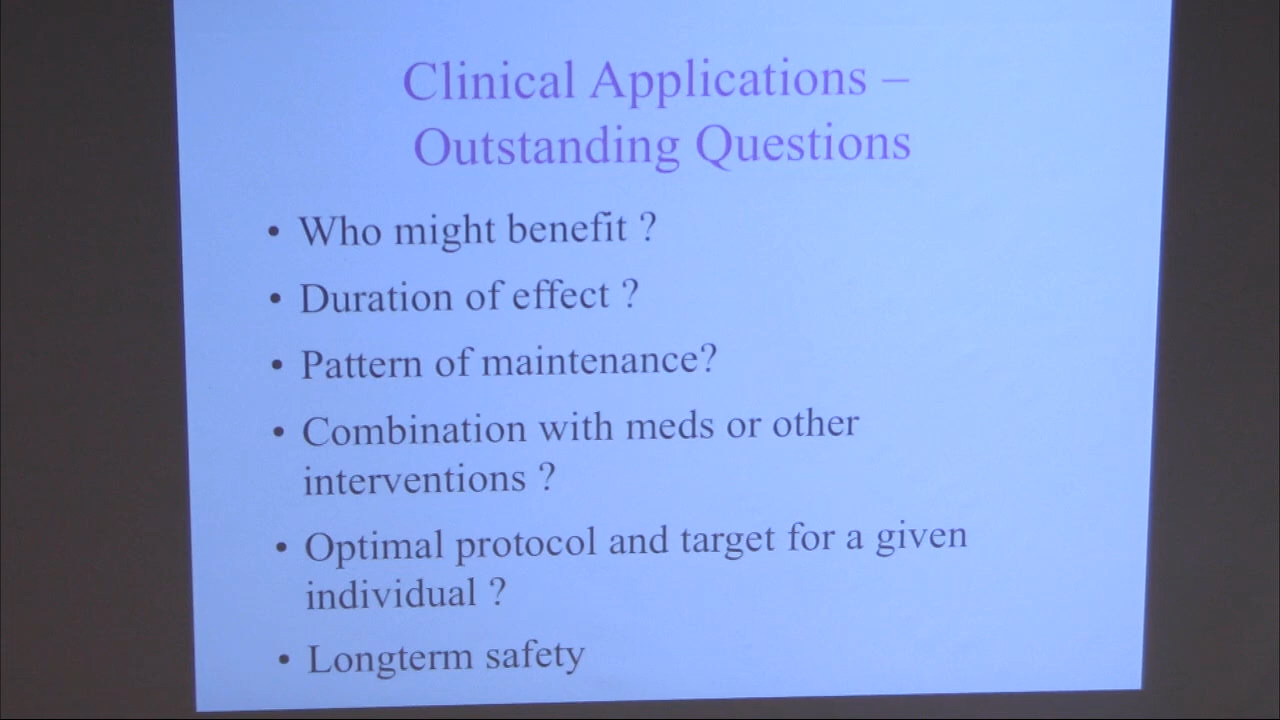 Clinical Applications –
Outstanding Questions
• Who might benefit ?
• Duration of effect ?
• Pattern of maintenance?
• Combination with meds or other
interventions ?
• Optimal protocol and target for a given
individual ?
• Longterm safety